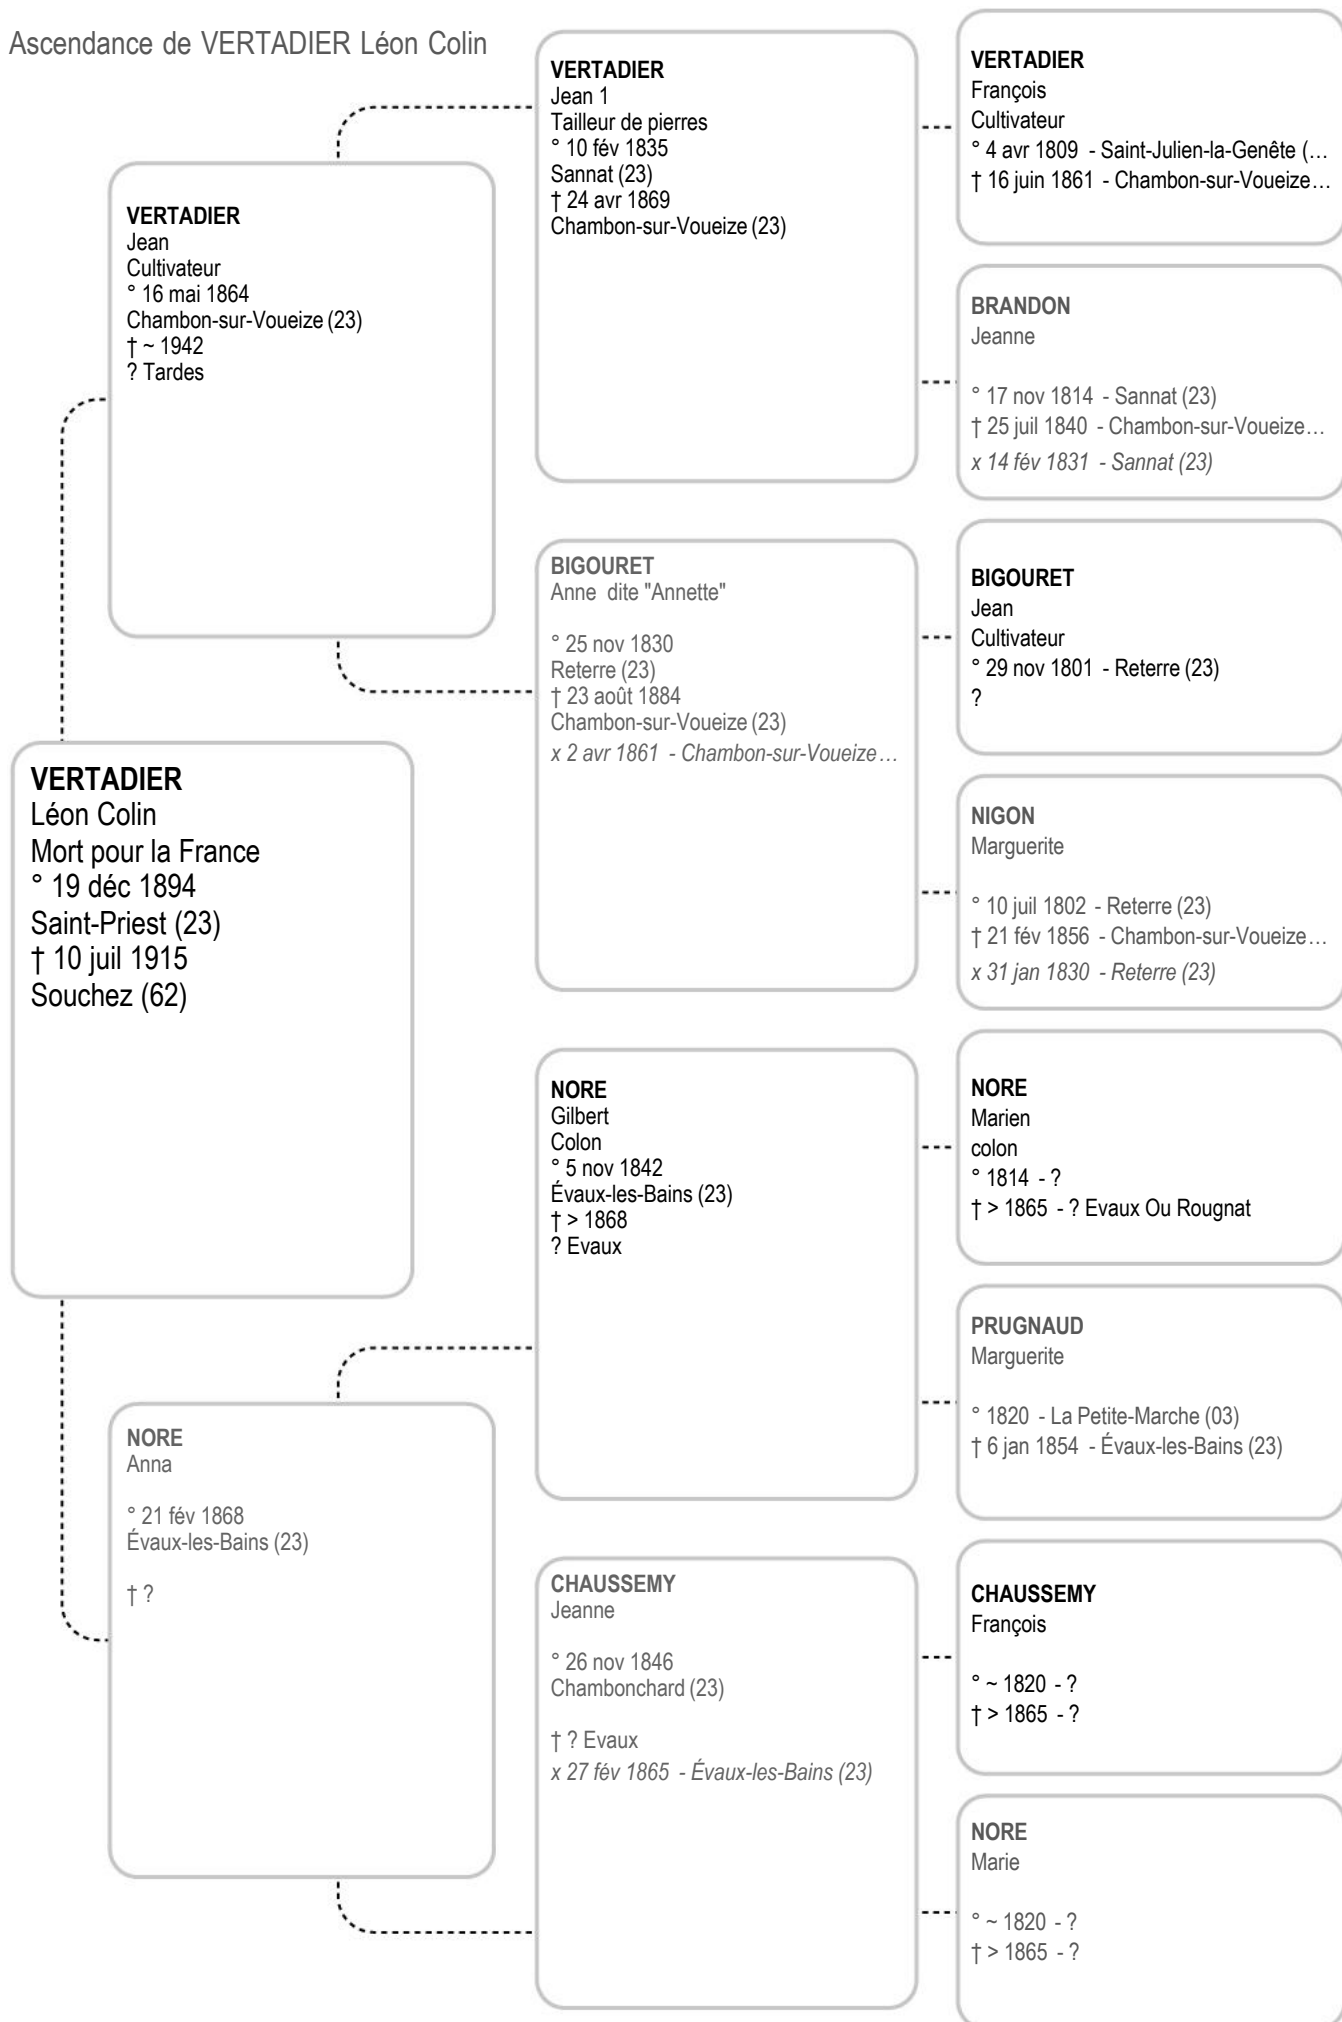 Ascendance de VERTADIER Léon Colin
VERTADIER
Léon Colin
Mort pour la France
° 19 déc 1894
Saint-Priest (23)
† 10 juil 1915
Souchez (62)
VERTADIER
Jean
Cultivateur
° 16 mai 1864
Chambon-sur-Voueize (23)
† ~ 1942
? Tardes
NORE
Anna
° 21 fév 1868
Évaux-les-Bains (23)
† ?
VERTADIER
Jean 1
Tailleur de pierres
° 10 fév 1835
Sannat (23)
† 24 avr 1869
Chambon-sur-Voueize (23)
BIGOURET
Anne  dite "Annette"
° 25 nov 1830
Reterre (23)
† 23 août 1884
Chambon-sur-Voueize (23)
x 2 avr 1861  - Chambon-sur-Voueize…
NORE
Gilbert
Colon
° 5 nov 1842
Évaux-les-Bains (23)
† > 1868
? Evaux
CHAUSSEMY
Jeanne
° 26 nov 1846
Chambonchard (23)
† ? Evaux
x 27 fév 1865  - Évaux-les-Bains (23)
VERTADIER
François
Cultivateur
° 4 avr 1809  - Saint-Julien-la-Genête (…
† 16 juin 1861  - Chambon-sur-Voueize…
BRANDON
Jeanne
° 17 nov 1814  - Sannat (23)
† 25 juil 1840  - Chambon-sur-Voueize…
x 14 fév 1831  - Sannat (23)
BIGOURET
Jean
Cultivateur
° 29 nov 1801  - Reterre (23)
?
NIGON
Marguerite
° 10 juil 1802  - Reterre (23)
† 21 fév 1856  - Chambon-sur-Voueize…
x 31 jan 1830  - Reterre (23)
NORE
Marien
colon
° 1814  - ?
† > 1865  - ? Evaux Ou Rougnat
PRUGNAUD
Marguerite
° 1820  - La Petite-Marche (03)
† 6 jan 1854  - Évaux-les-Bains (23)
CHAUSSEMY
François
° ~ 1820  - ?
† > 1865  - ?
NORE
Marie
° ~ 1820  - ?
† > 1865  - ?